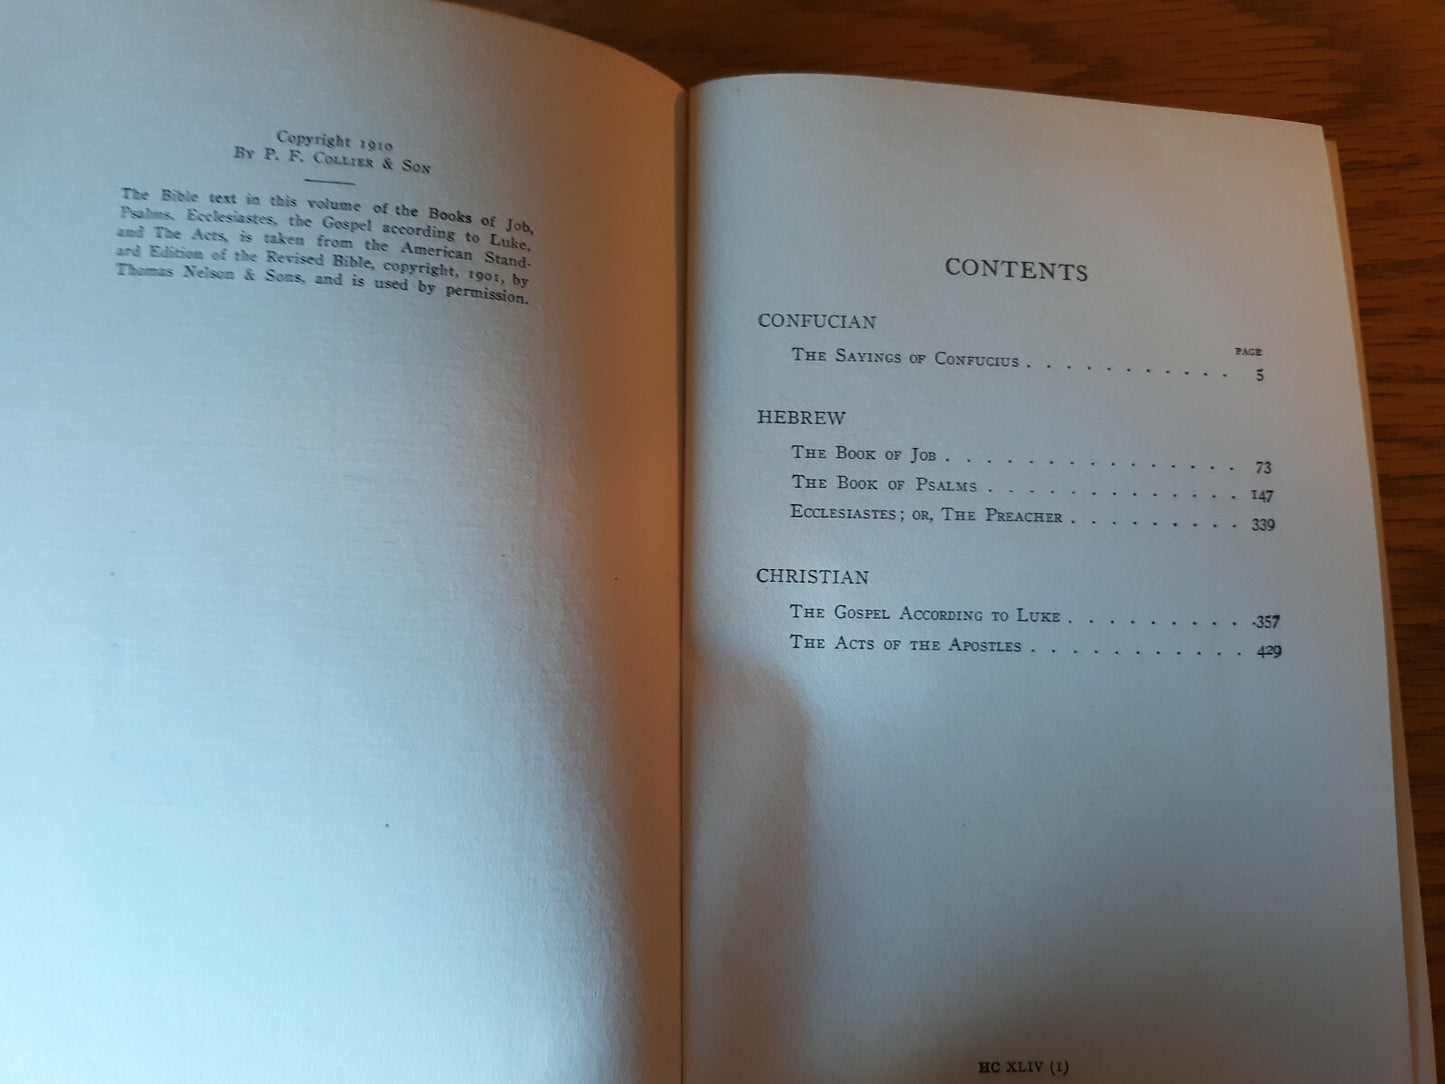 Copyright 1910
By P. F. Collier & Son
The Bible text in this volume of the Books of Job,
Psalms, Ecclesiastes, the Gospel according to Luke,
and The Acts, is taken from the American Stand-
ard Edition of the Revised Bible, copyright, 1901, by
Thomas Nelson & Sons, and is used by permission.
CONTENTS
CONFUCIAN
PAGE
The Sayings of Confucius . . . . . . . . . . . 5
HEBREW
The Book of Job . . . . . . . . . . . . . . . 73
The Book of Psalms . . . . . . . . . . . . . 147
Ecclesiastes; or, The Preacher . . . . . . . . . 339
CHRISTIAN
The Gospel According to Luke . . . . . . . . . 357
The Acts of the Apostles . . . . . . . . . . . 429
HC XLIV (1)